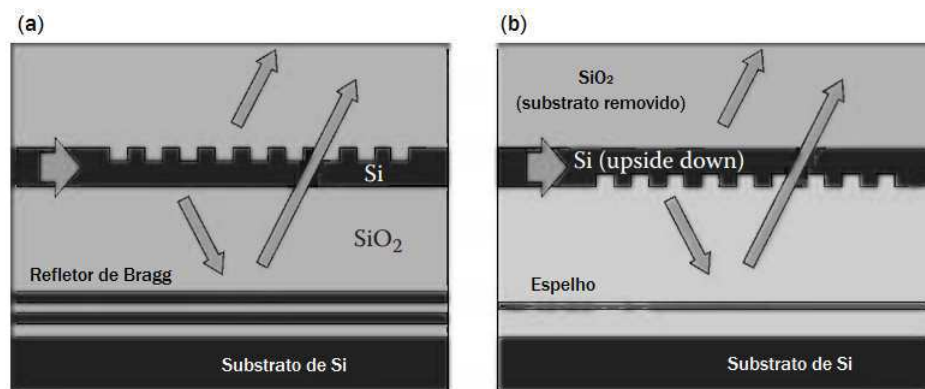 (a)
Si
SiO₂
Refletor de Bragg
Substrato de Si
(b)
SiO₂
(substrato removido)
Si (upside down)
Espelho
Substrato de Si